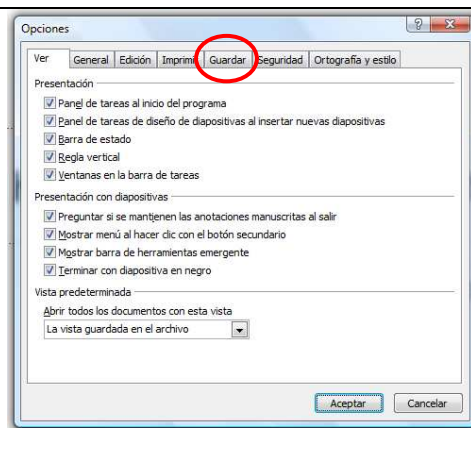 Opciones
Ver General Edición Imprimir Guardar Seguridad Ortografía y estilo
Presentación
Panel de tareas al inicio del programa
Panel de tareas de diseño de diapositivas al insertar nuevas diapositivas
Barra de estado
Regla vertical
Ventanas en la barra de tareas
Presentación con diapositivas
Preguntar si se mantienen las anotaciones manuscritas al salir
Mostrar menú al hacer clic con el botón secundario
Mostrar barra de herramientas emergente
Terminar con diapositiva en negro
Vista predeterminada
Abrir todos los documentos con esta vista
La vista guardada en el archivo
Aceptar Cancelar